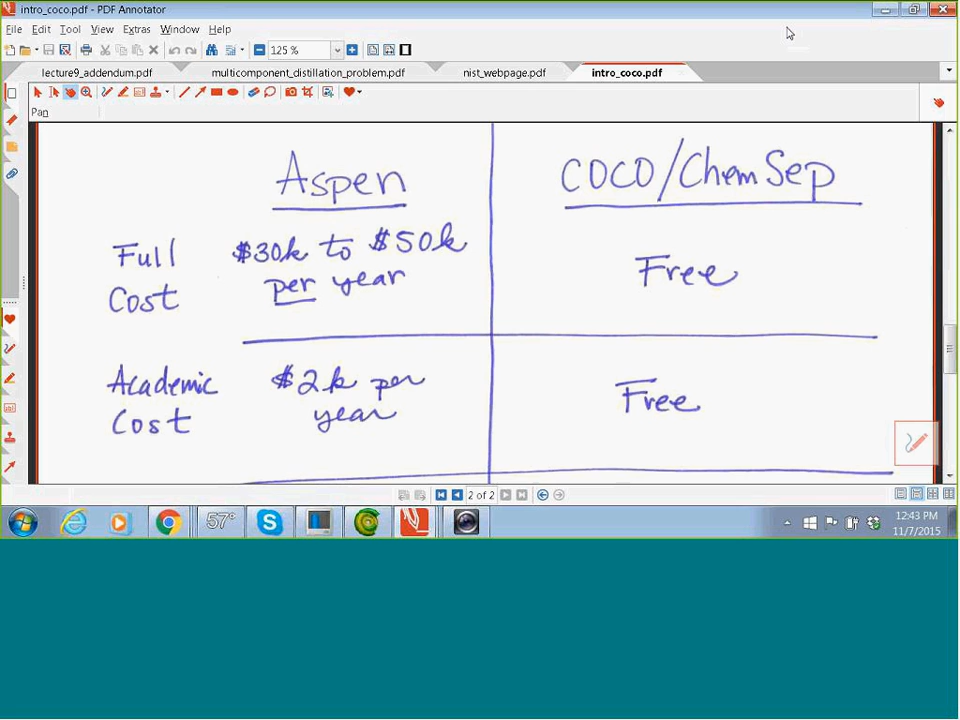 intro_coco.pdf - PDF Annotator
File Edit Tool View Extras Window Help
125 %
lecture9_addendum.pdf multicomponent_distillation_problem.pdf nist_webpage.pdf intro_coco.pdf
Pan
Aspen COCO/ChemSep
Full Cost $30k to $50k per year Free
Academic Cost $2k per year Free
2 of 2
57°
12:43 PM
11/7/2015